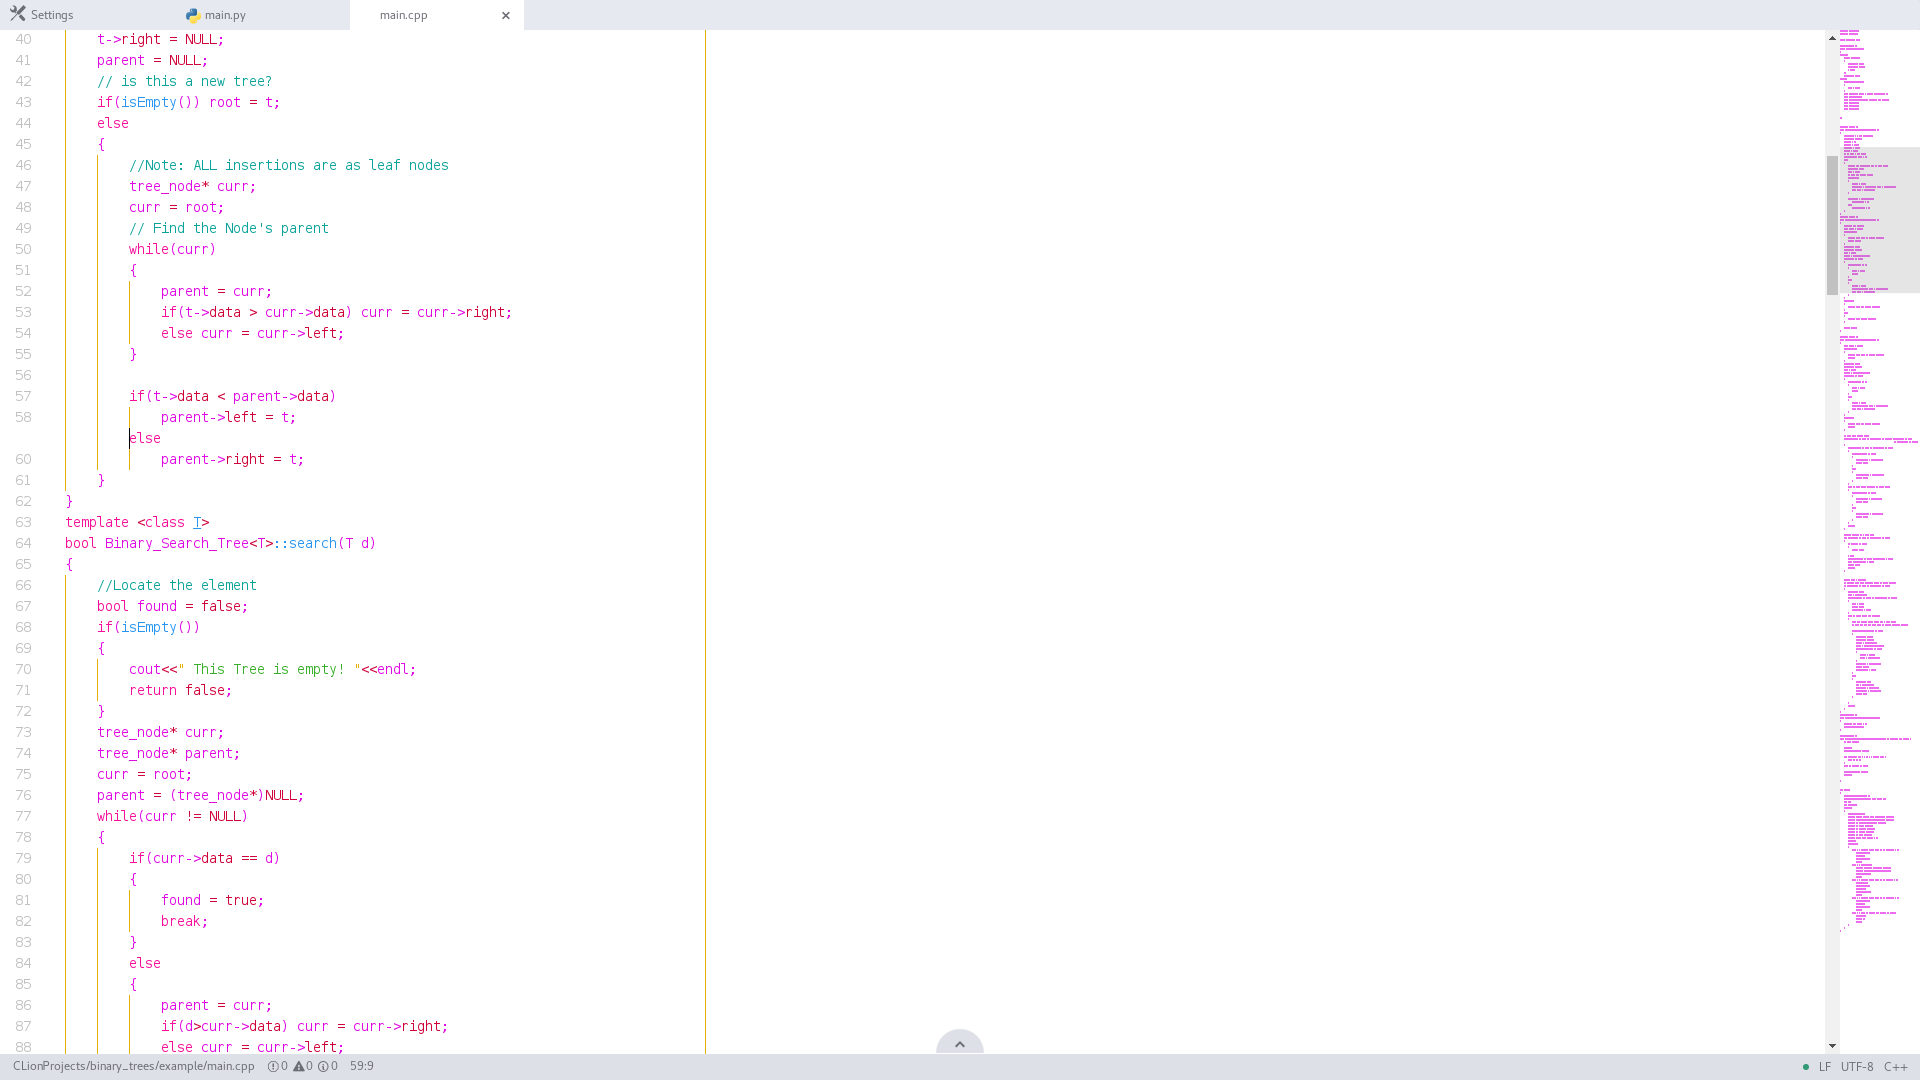 Settings
main.py
main.cpp ×
40 t->right = NULL;
41 parent = NULL;
42 // is this a new tree?
43 if(isEmpty()) root = t;
44 else
45 {
46 //Note: ALL insertions are as leaf nodes
47 tree_node* curr;
48 curr = root;
49 // Find the Node's parent
50 while(curr)
51 {
52 parent = curr;
53 if(t->data > curr->data) curr = curr->right;
54 else curr = curr->left;
55 }
56
57 if(t->data < parent->data)
58 parent->left = t;
else
60 parent->right = t;
61 }
62 }
63 template <class T>
64 bool Binary_Search_Tree<T>::search(T d)
65 {
66 //Locate the element
67 bool found = false;
68 if(isEmpty())
69 {
70 cout<<" This Tree is empty! "<<endl;
71 return false;
72 }
73 tree_node* curr;
74 tree_node* parent;
75 curr = root;
76 parent = (tree_node*)NULL;
77 while(curr != NULL)
78 {
79 if(curr->data == d)
80 {
81 found = true;
82 break;
83 }
84 else
85 {
86 parent = curr;
87 if(d>curr->data) curr = curr->right;
88 else curr = curr->left;
CLionProjects/binary_trees/example/main.cpp 0 0 0 59:9 LF UTF-8 C++